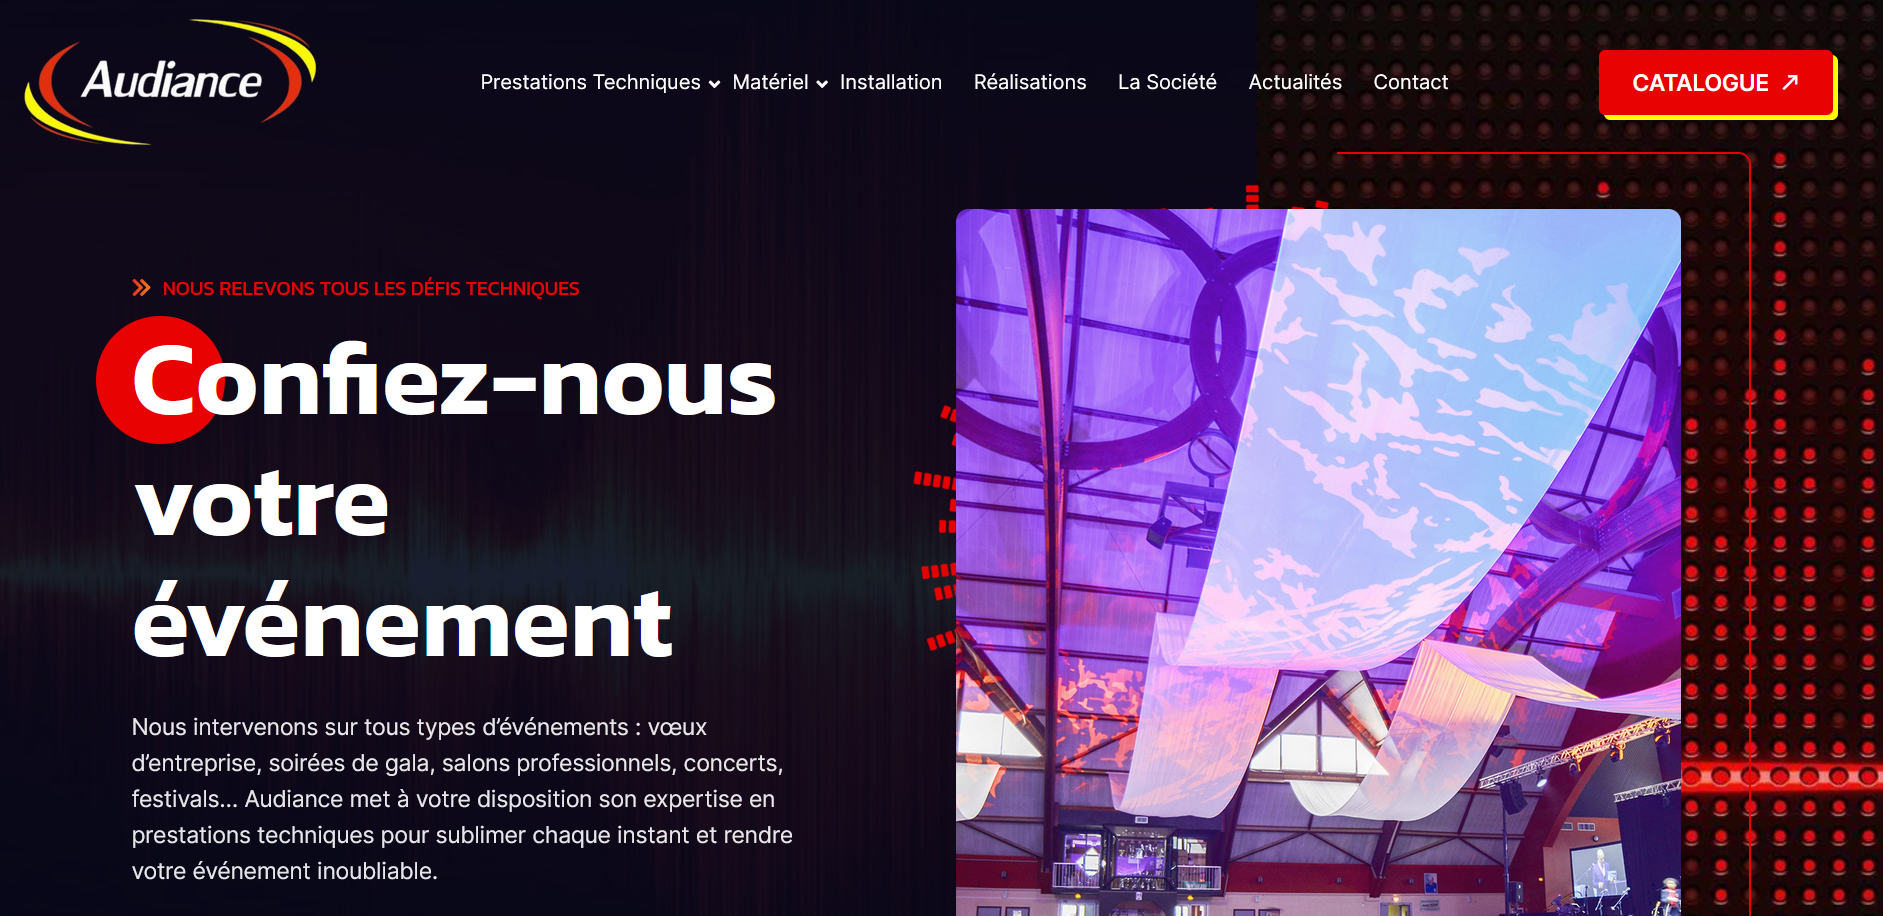 Audiance
Prestations Techniques Matériel Installation Réalisations La Société Actualités Contact
CATALOGUE
NOUS RELEVONS TOUS LES DÉFIS TECHNIQUES
Confiez-nous
votre
événement
Nous intervenons sur tous types d’événements : vœux
d’entreprise, soirées de gala, salons professionnels, concerts,
festivals... Audiance met à votre disposition son expertise en
prestations techniques pour sublimer chaque instant et rendre
votre événement inoubliable.